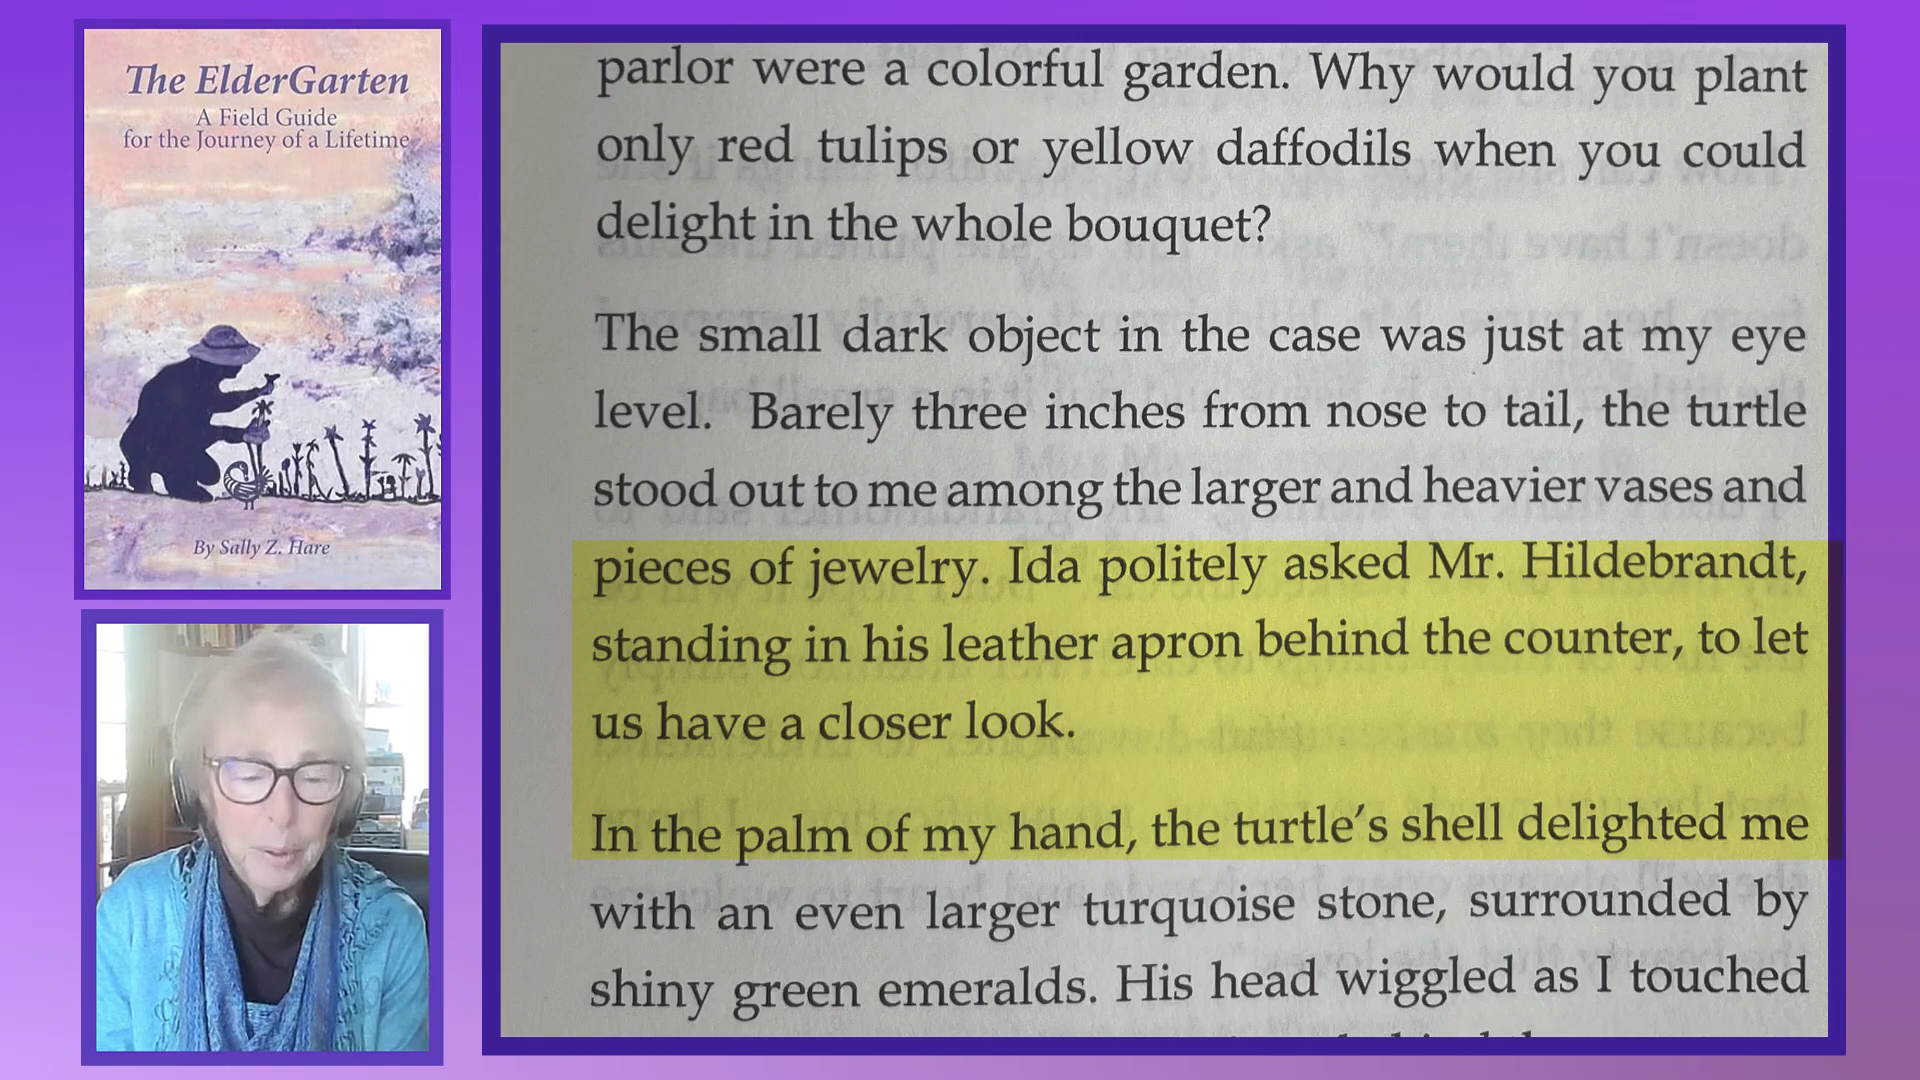 The ElderGarten
A Field Guide
for the Journey of a Lifetime
By Sally Z. Hare
parlor were a colorful garden. Why would you plant
only red tulips or yellow daffodils when you could
delight in the whole bouquet?
The small dark object in the case was just at my eye
level. Barely three inches from nose to tail, the turtle
stood out to me among the larger and heavier vases and
pieces of jewelry. Ida politely asked Mr. Hildebrandt,
standing in his leather apron behind the counter, to let
us have a closer look.
In the palm of my hand, the turtle's shell delighted me
with an even larger turquoise stone, surrounded by
shiny green emeralds. His head wiggled as I touched